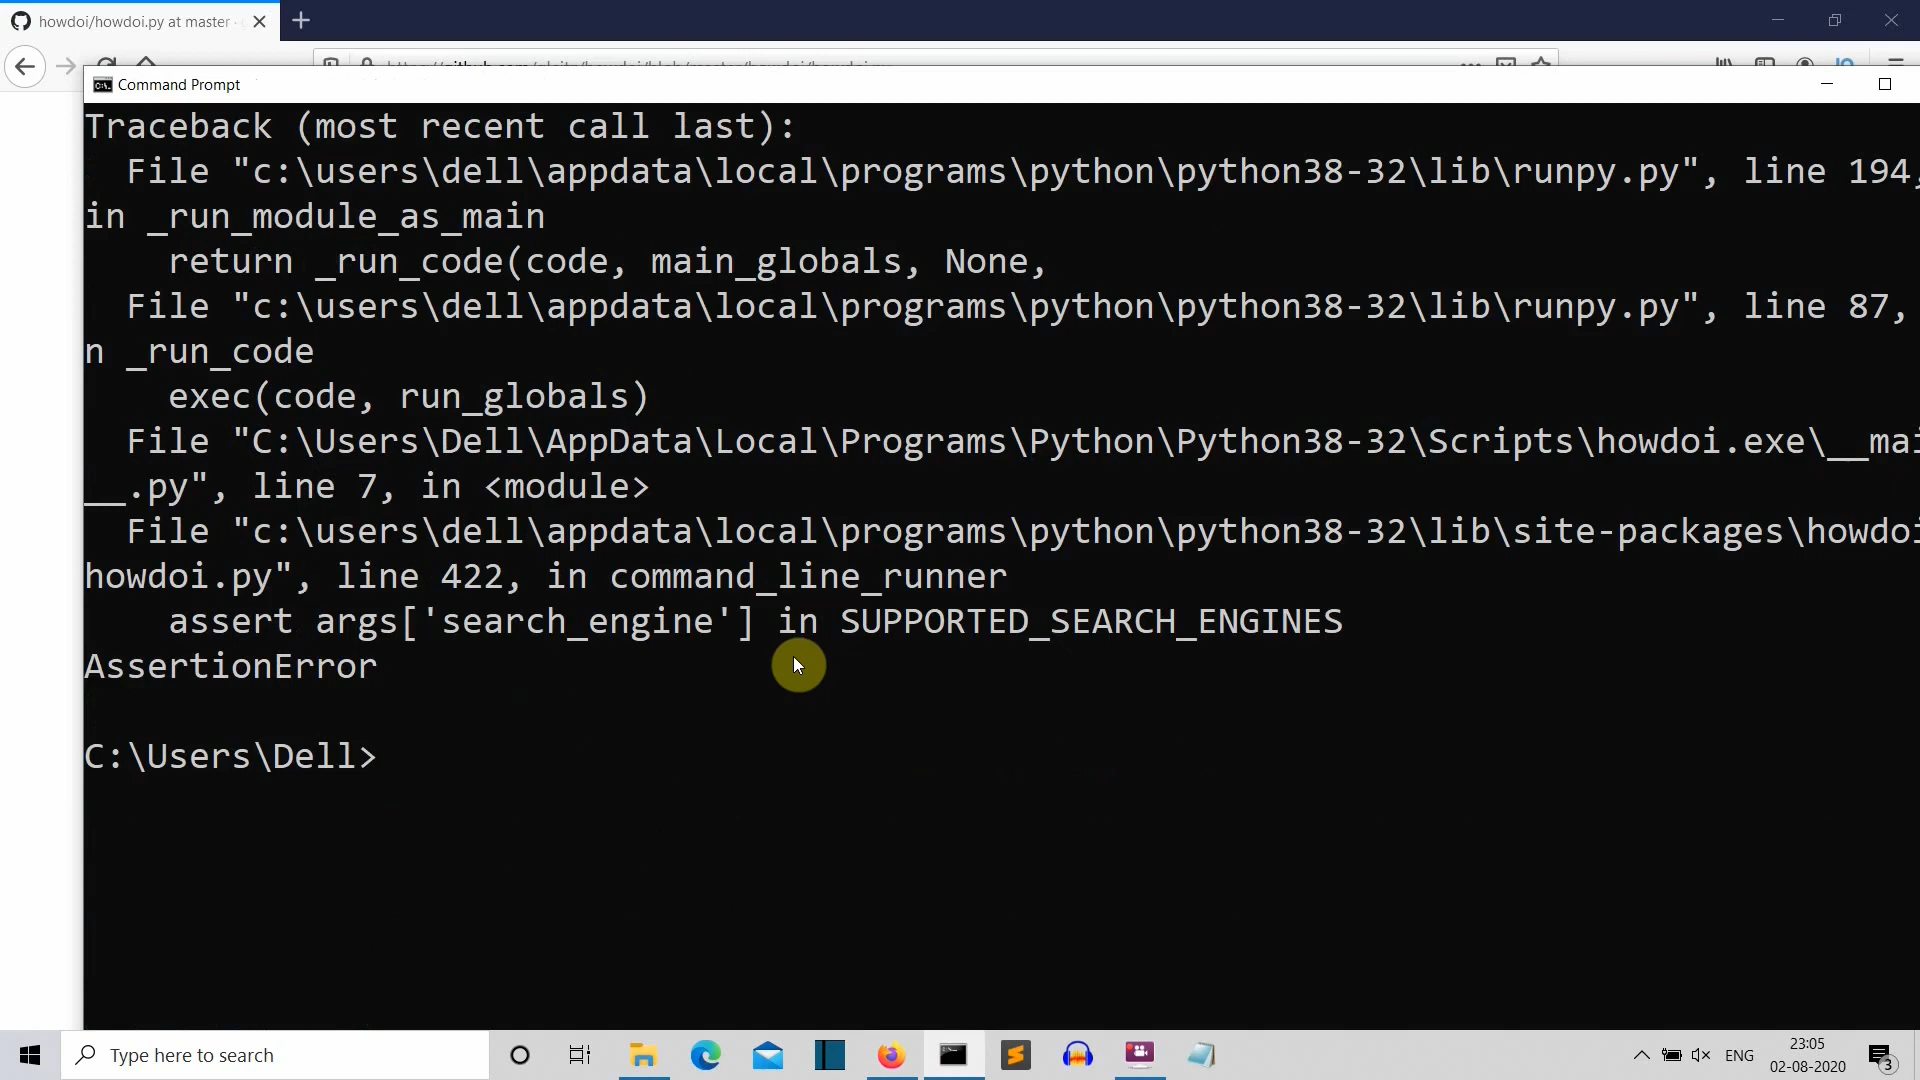 howdoi/howdoi.py at master ·
Command Prompt
Traceback (most recent call last):
File "c:\users\dell\appdata\local\programs\python\python38-32\lib\runpy.py", line 194,
in _run_module_as_main
return _run_code(code, main_globals, None,
File "c:\users\dell\appdata\local\programs\python\python38-32\lib\runpy.py", line 87,
n _run_code
exec(code, run_globals)
File "C:\Users\Dell\AppData\Local\Programs\Python\Python38-32\Scripts\howdoi.exe\__mai
__.py", line 7, in <module>
File "c:\users\dell\appdata\local\programs\python\python38-32\lib\site-packages\howdoi
howdoi.py", line 422, in command_line_runner
assert args['search_engine'] in SUPPORTED_SEARCH_ENGINES
AssertionError
C:\Users\Dell>
Type here to search
ENG
23:05
02-08-2020
3